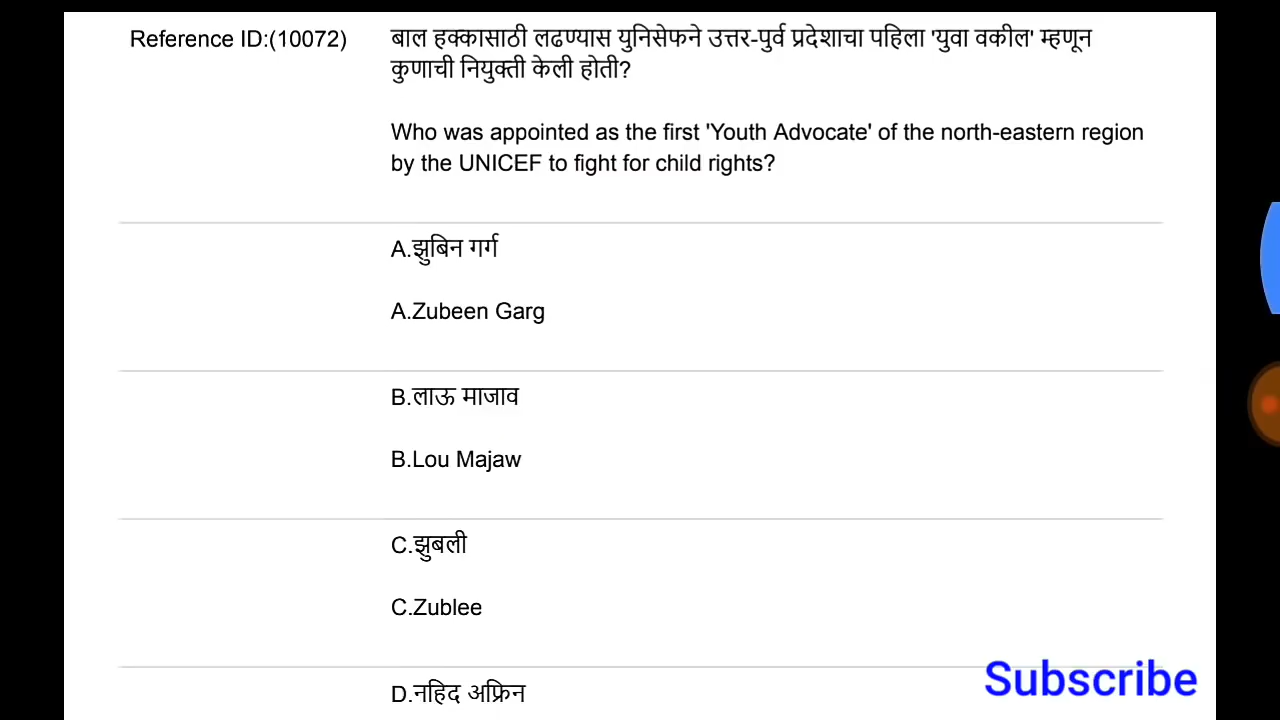 Reference ID:(10072)
बाल हक्कासाठी लढण्यास युनिसेफने उत्तर-पुर्व प्रदेशाचा पहिला 'युवा वकील' म्हणून
कुणाची नियुक्ती केली होती?
Who was appointed as the first 'Youth Advocate' of the north-eastern region
by the UNICEF to fight for child rights?
A.झुबिन गर्ग
A.Zubeen Garg
B.लाऊ माजाव
B.Lou Majaw
C.झुबली
C.Zublee
D.नहिद अफ्रिन
Subscribe